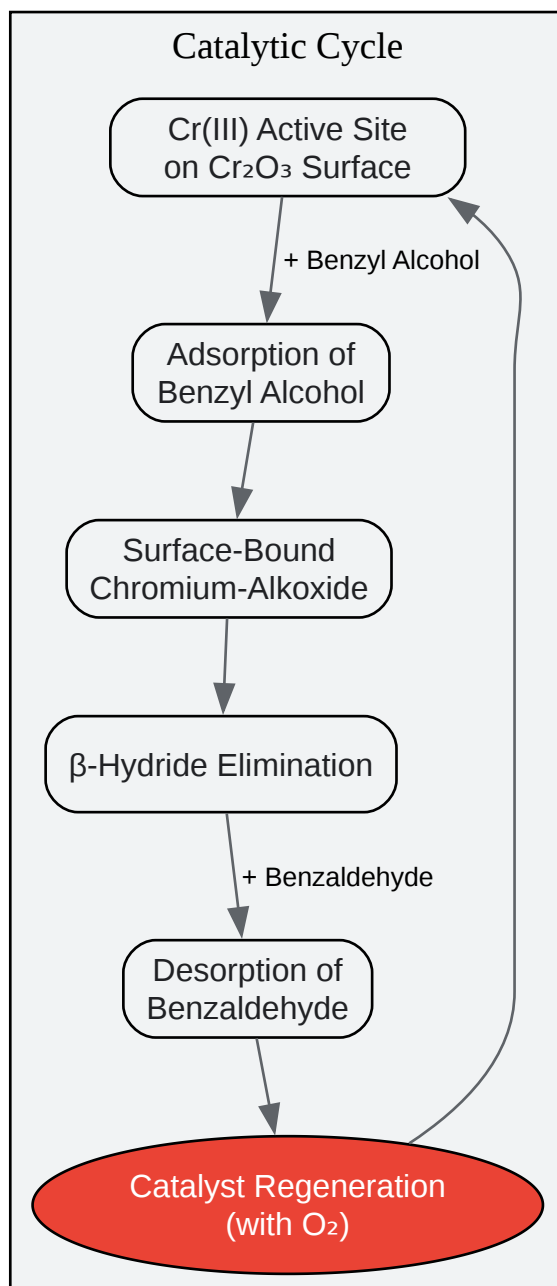 Catalytic Cycle
Cr(III) Active Site
on Cr₂O₃ Surface
+ Benzyl Alcohol
Adsorption of
Benzyl Alcohol
Surface-Bound
Chromium-Alkoxide
β-Hydride Elimination
+ Benzaldehyde
Desorption of
Benzaldehyde
Catalyst Regeneration
(with O₂)